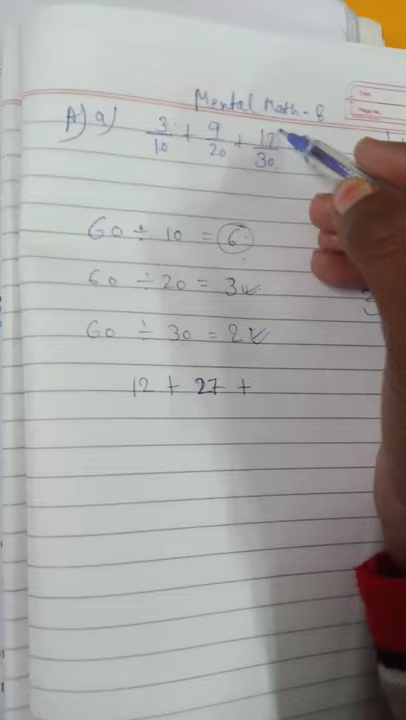 Mental Math-8
A) a) 3/10 + 9/20 + 17/30
60 ÷ 10 = 6
60 ÷ 20 = 3
60 ÷ 30 = 2
12 + 27 +